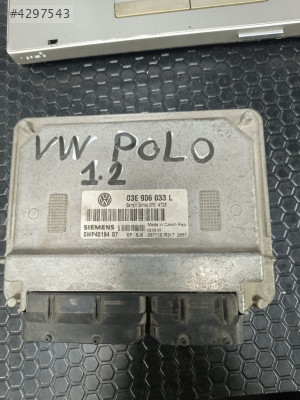 #4297543
VW POLO
1.2
03E 906 033 L
SIEMENS
Made in Czech Rep.
5WP40194 07